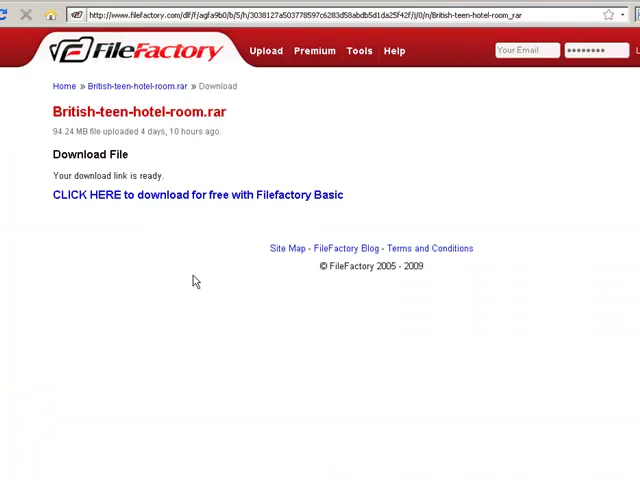 http://www.filefactory.com/dlf/f/agfa9b0/b/5/h/3038127a503778597c6283d58abdb5d1da25f42f/j/0/n/British-teen-hotel-room_rar
FileFactory Upload Premium Tools Help Your Email
Home » British-teen-hotel-room.rar » Download
British-teen-hotel-room.rar
94.24 MB file uploaded 4 days, 10 hours ago.
Download File
Your download link is ready.
CLICK HERE to download for free with Filefactory Basic
Site Map - FileFactory Blog - Terms and Conditions
© FileFactory 2005 - 2009